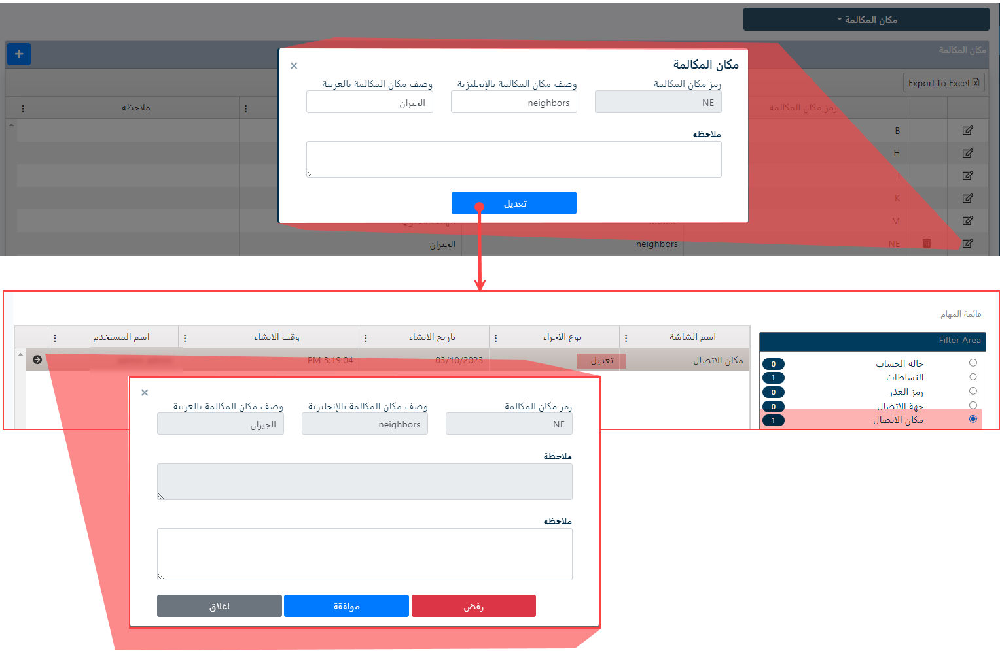 مكان المكالمة
مكان المكالمة
Export to Excel
رمز مكان المكالمة
ملاحظة
B
H
I
K
M
NE
neighbors
الجيران
مكان المكالمة
×
رمز مكان المكالمة
وصف مكان المكالمة بالإنجليزية
وصف مكان المكالمة بالعربية
NE
neighbors
الجيران
ملاحظة
تعديل
قائمة المهام
Filter Area
حالة الحساب 0
النشاطات 1
رمز العذر 0
جهة الاتصال 0
مكان الاتصال 1
اسم الشاشة
نوع الاجراء
تاريخ الانشاء
وقت الانشاء
اسم المستخدم
مكان الاتصال
تعديل
03/10/2023
3:19:04 PM
×
رمز مكان المكالمة
وصف مكان المكالمة بالإنجليزية
وصف مكان المكالمة بالعربية
NE
neighbors
الجيران
ملاحظة
ملاحظة
رفض
موافقة
اغلاق